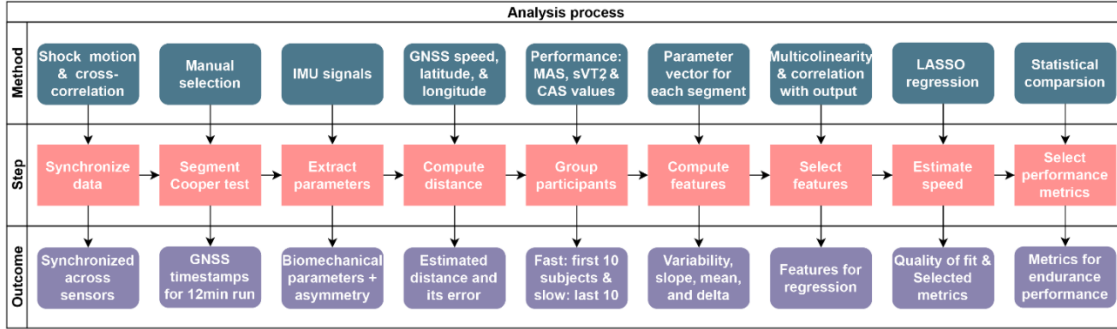 Analysis process
Method
Shock motion
& cross-
correlation
Manual
selection
IMU signals
GNSS speed,
latitude, &
longitude
Performance:
MAS, sVT2 &
CAS values
Parameter
vector for
each segment
Multicolinearity
& correlation
with output
LASSO
regression
Statistical
comparsion
Step
Synchronize
data
Segment
Cooper test
Extract
parameters
Compute
distance
Group
participants
Compute
features
Select
features
Estimate
speed
Select
performance
metrics
Outcome
Synchronized
across
sensors
GNSS
timestamps
for 12min run
Biomechanical
parameters +
asymmetry
Estimated
distance and
its error
Fast: first 10
subjects &
slow: last 10
Variability,
slope, mean,
and delta
Features for
regression
Quality of fit &
Selected
metrics
Metrics for
endurance
performance